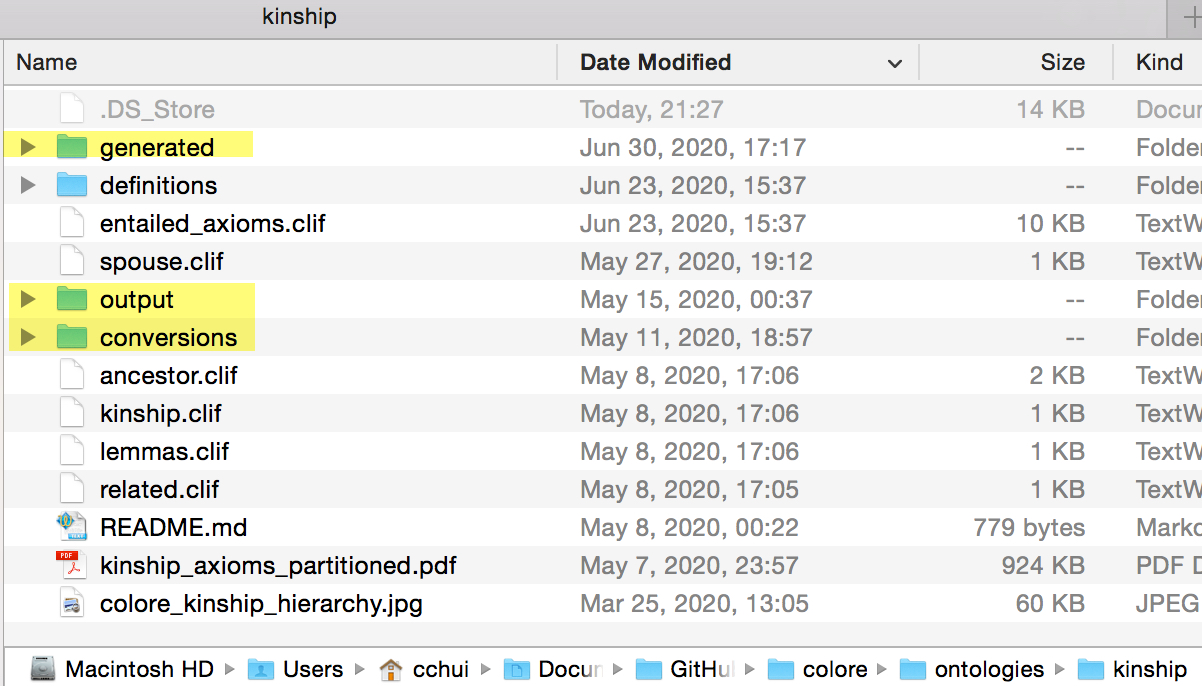 kinship
Name Date Modified Size Kind
.DS_Store Today, 21:27 14 KB Docur
generated Jun 30, 2020, 17:17 -- Folde
definitions Jun 23, 2020, 15:37 -- Folde
entailed_axioms.clif Jun 23, 2020, 15:37 10 KB TextW
spouse.clif May 27, 2020, 19:12 1 KB TextW
output May 15, 2020, 00:37 -- Folde
conversions May 11, 2020, 18:57 -- Folde
ancestor.clif May 8, 2020, 17:06 2 KB TextW
kinship.clif May 8, 2020, 17:06 1 KB TextW
lemmas.clif May 8, 2020, 17:06 1 KB TextW
related.clif May 8, 2020, 17:05 1 KB TextW
README.md May 8, 2020, 00:22 779 bytes Markc
PDF kinship_axioms_partitioned.pdf May 7, 2020, 23:57 924 KB PDF D
colore_kinship_hierarchy.jpg Mar 25, 2020, 13:05 60 KB JPEG
Macintosh HD Users cchui Docun GitHul colore ontologies kinship